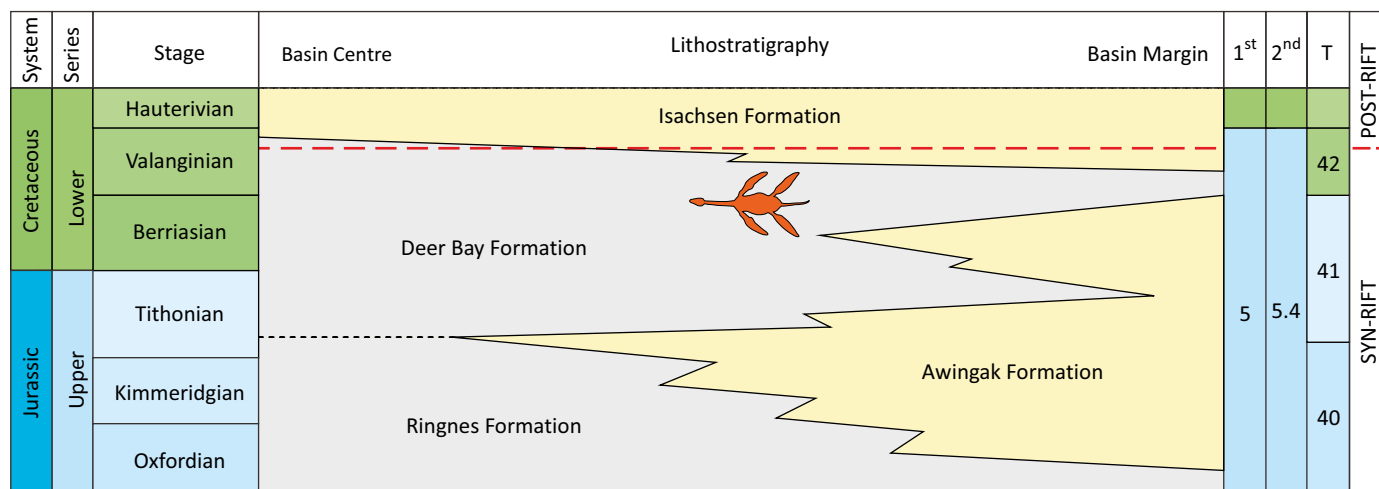 System
Series
Stage
Basin Centre
Lithostratigraphy
Basin Margin
1st
2nd
T
POST-RIFT
Cretaceous
Lower
Hauterivian
Isachsen Formation
Valanginian
42
Berriasian
Deer Bay Formation
41
SYN-RIFT
Jurassic
Upper
Tithonian
5
5.4
Kimmeridgian
Awingak Formation
Ringnes Formation
40
Oxfordian